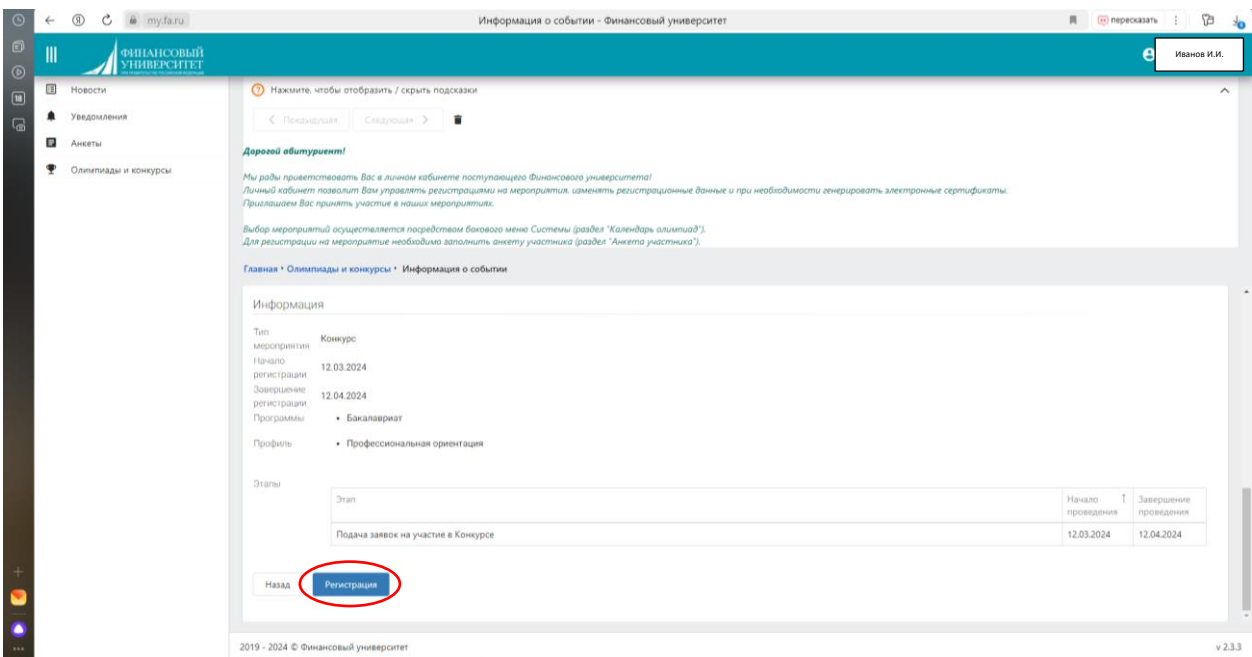 my.fa.ru
Информация о событии - Финансовый университет
пересказать
ФИНАНСОВЫЙ
УНИВЕРСИТЕТ
Иванов И.И.
18
Новости
Уведомления
Анкеты
Олимпиады и конкурсы
Нажмите, чтобы отобразить / скрыть подсказки
Предыдущая
Следующая
Дорогой абитуриент!
Мы рады приветствовать Вас в личном кабинете поступающего Финансового университета!
Личный кабинет позволит Вам управлять регистрациями на мероприятия, изменять регистрационные данные и при необходимости генерировать электронные сертификаты.
Приглашаем Вас принять участие в наших мероприятиях.
Выбор мероприятий осуществляется посредством бокового меню Системы (раздел "Календарь олимпиад").
Для регистрации на мероприятие необходимо заполнить анкету участника (раздел "Анкета участника").
Главная • Олимпиады и конкурсы • Информация о событии
Информация
Тип
мероприятия
Конкурс
Начало
регистрации
12.03.2024
Завершение
регистрации
12.04.2024
Программы
• Бакалавриат
Профиль
• Профессиональная ориентация
Этапы
Этап
Начало
проведения
Завершение
проведения
Подача заявок на участие в Конкурсе
12.03.2024
12.04.2024
Назад
Регистрация
2019 - 2024 © Финансовый университет
v 2.3.3